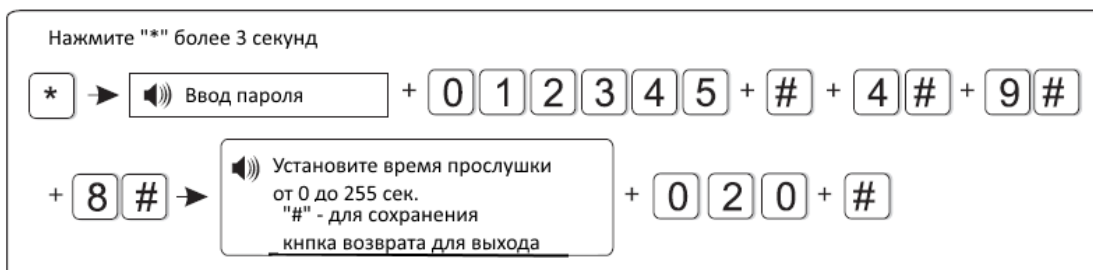 Нажмите "*" более 3 секунд
* Ввод пароля + 0 1 2 3 4 5 + # + 4 # + 9 #
+ 8 # Установите время прослушки
от 0 до 255 сек.
"#" - для сохранения
кнпка возврата для выхода
+ 0 2 0 + #